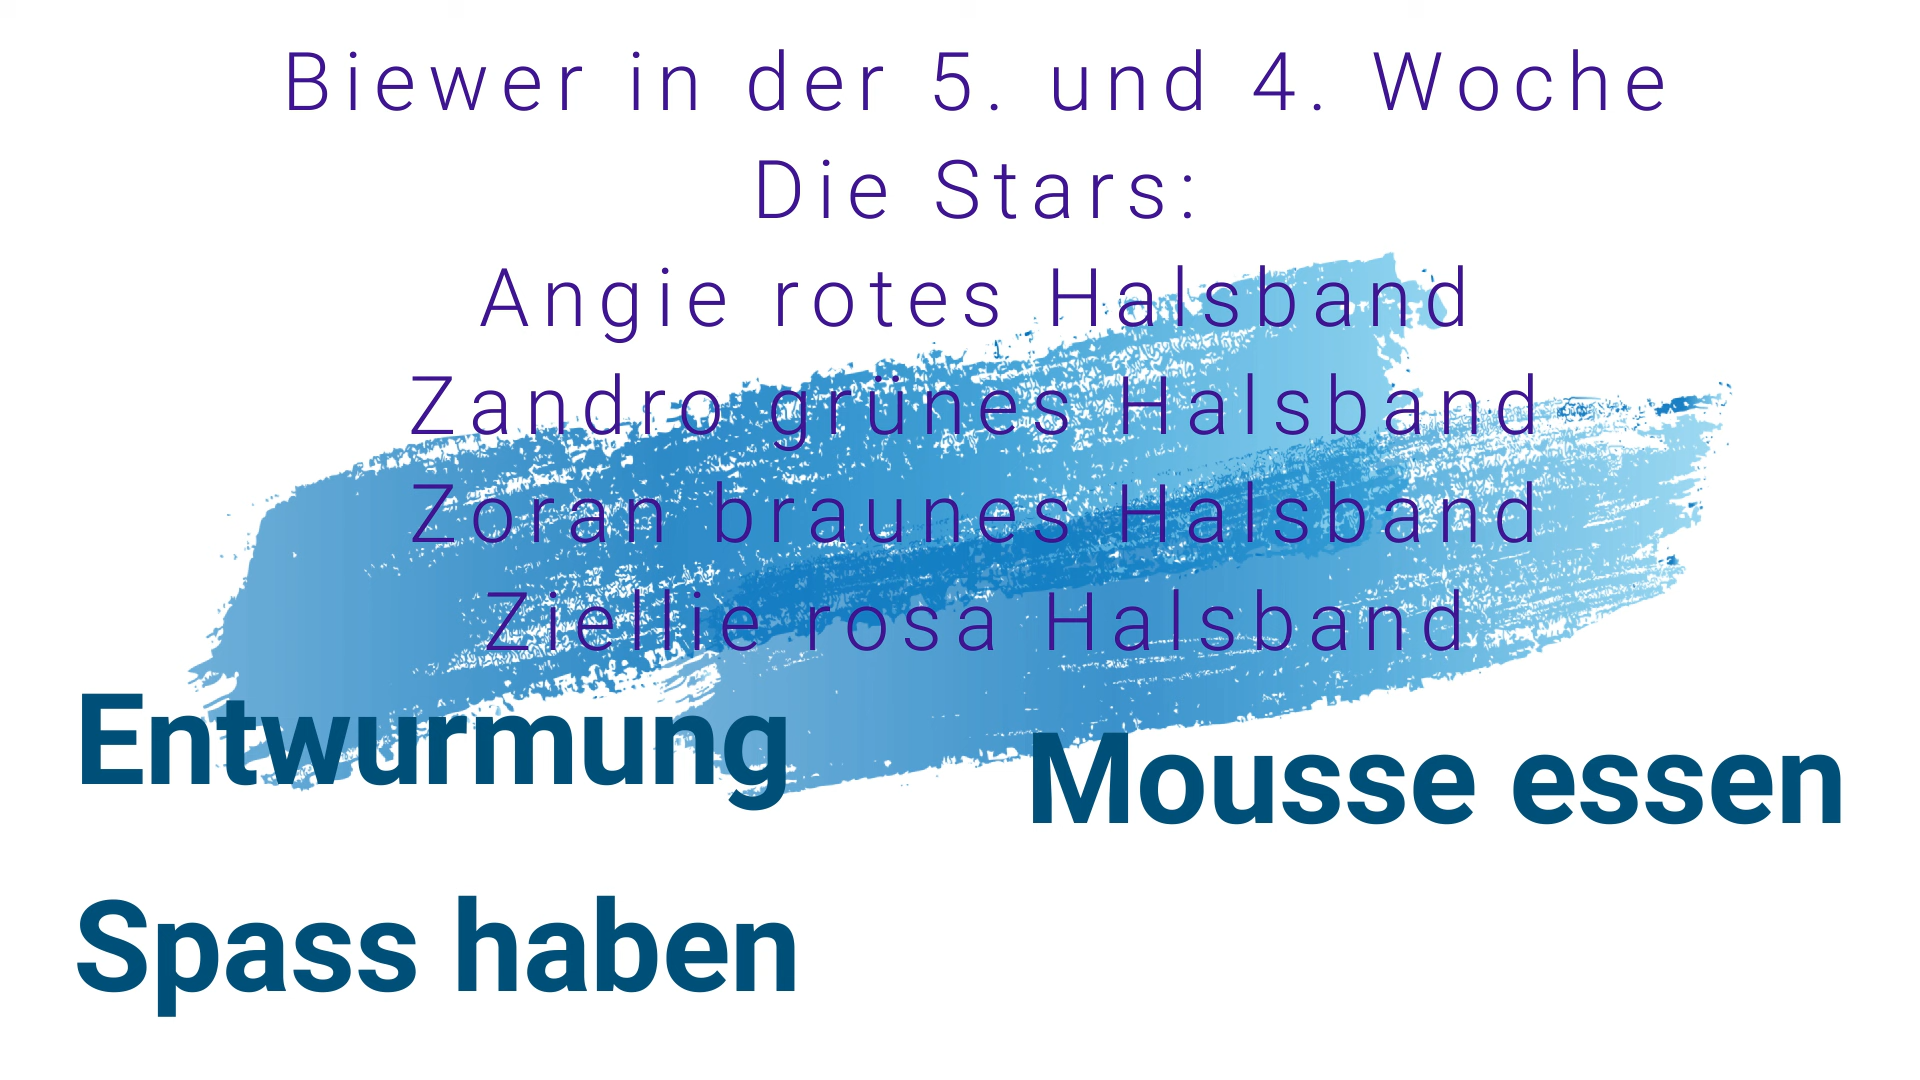 Biewer in der 5. und 4. Woche
Die Stars:
Angie rotes Halsband
Zandro grünes Halsband
Zoran braunes Halsband
Ziellie rosa Halsband
Entwurmung
Mousse essen
Spass haben